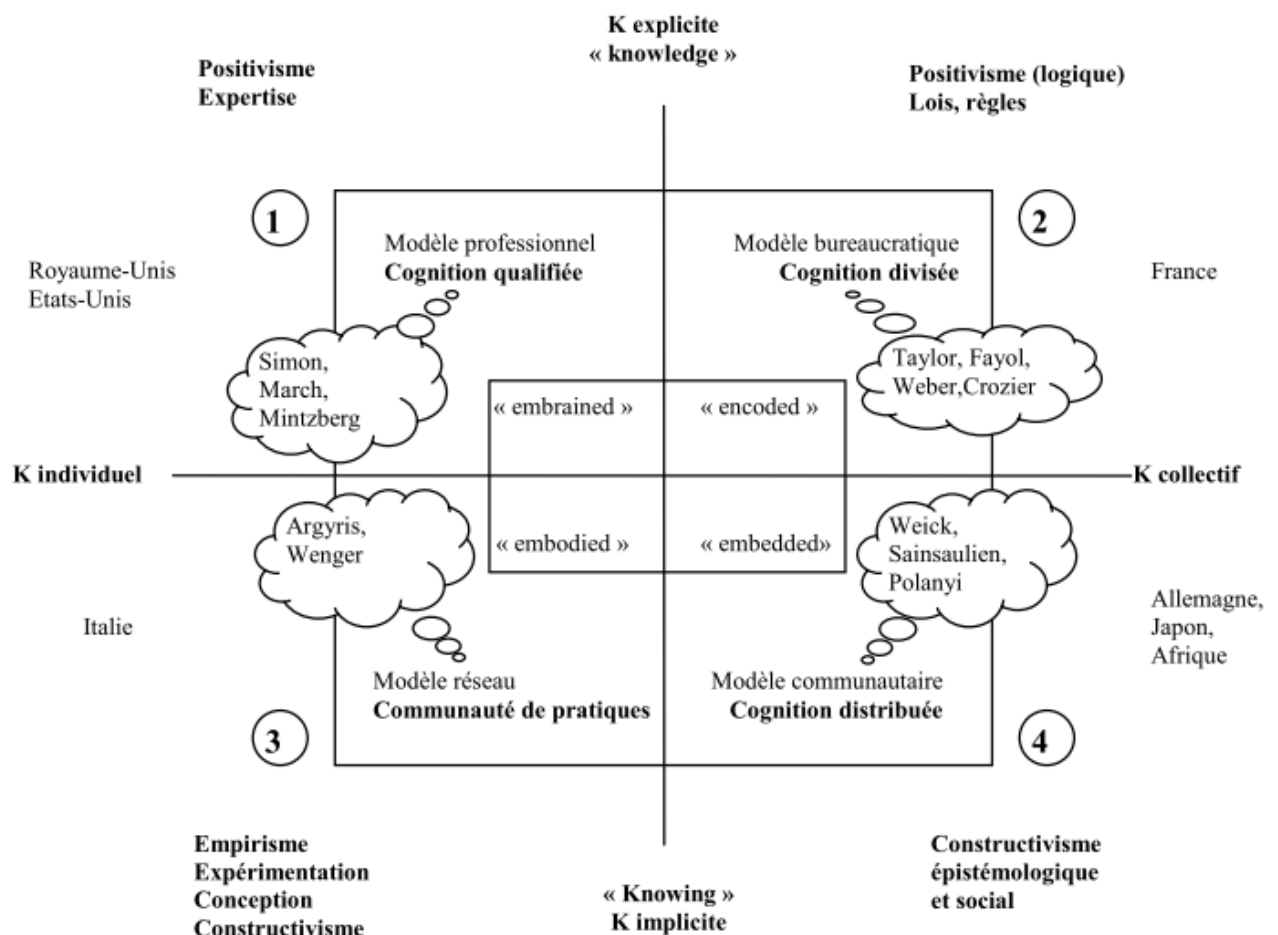 K explicite
« knowledge »
Positivisme
Expertise
Positivisme (logique)
Lois, règles
1
2
Modèle professionnel
Cognition qualifiée
Modèle bureaucratique
Cognition divisée
Royaume-Unis
Etats-Unis
France
Simon,
March,
Mintzberg
Taylor, Fayol,
Weber,Crozier
« embrained »
« encoded »
K individuel
K collectif
Argyris,
Wenger
« embodied »
« embedded»
Weick,
Sainsaulien,
Polanyi
Italie
Allemagne,
Japon,
Afrique
Modèle réseau
Communauté de pratiques
Modèle communautaire
Cognition distribuée
3
4
Empirisme
Expérimentation
Conception
Constructivisme
« Knowing »
K implicite
Constructivisme
épistémologique
et social